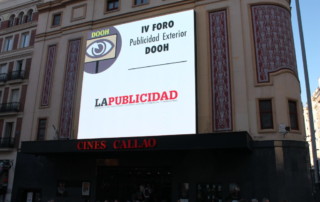 DOOH
IV FORO
Publicidad Exterior
DOOH
LAPUBLICIDAD
CINES CALLAO